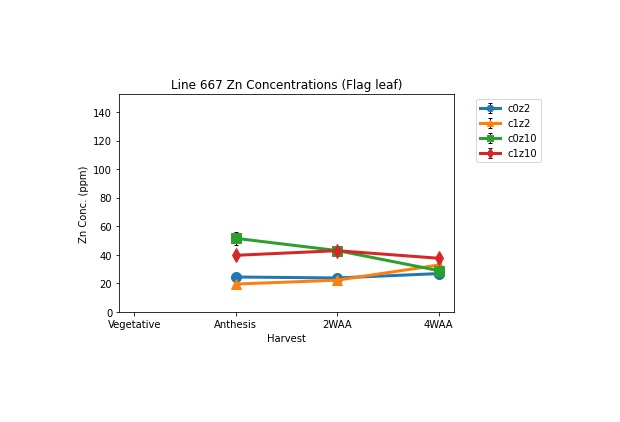 Line 667 Zn Concentrations (Flag leaf)
c0z2
c1z2
c0z10
c1z10
140
120
100
80
60
40
20
0
Zn Conc. (ppm)
Vegetative Anthesis 2WAA 4WAA
Harvest